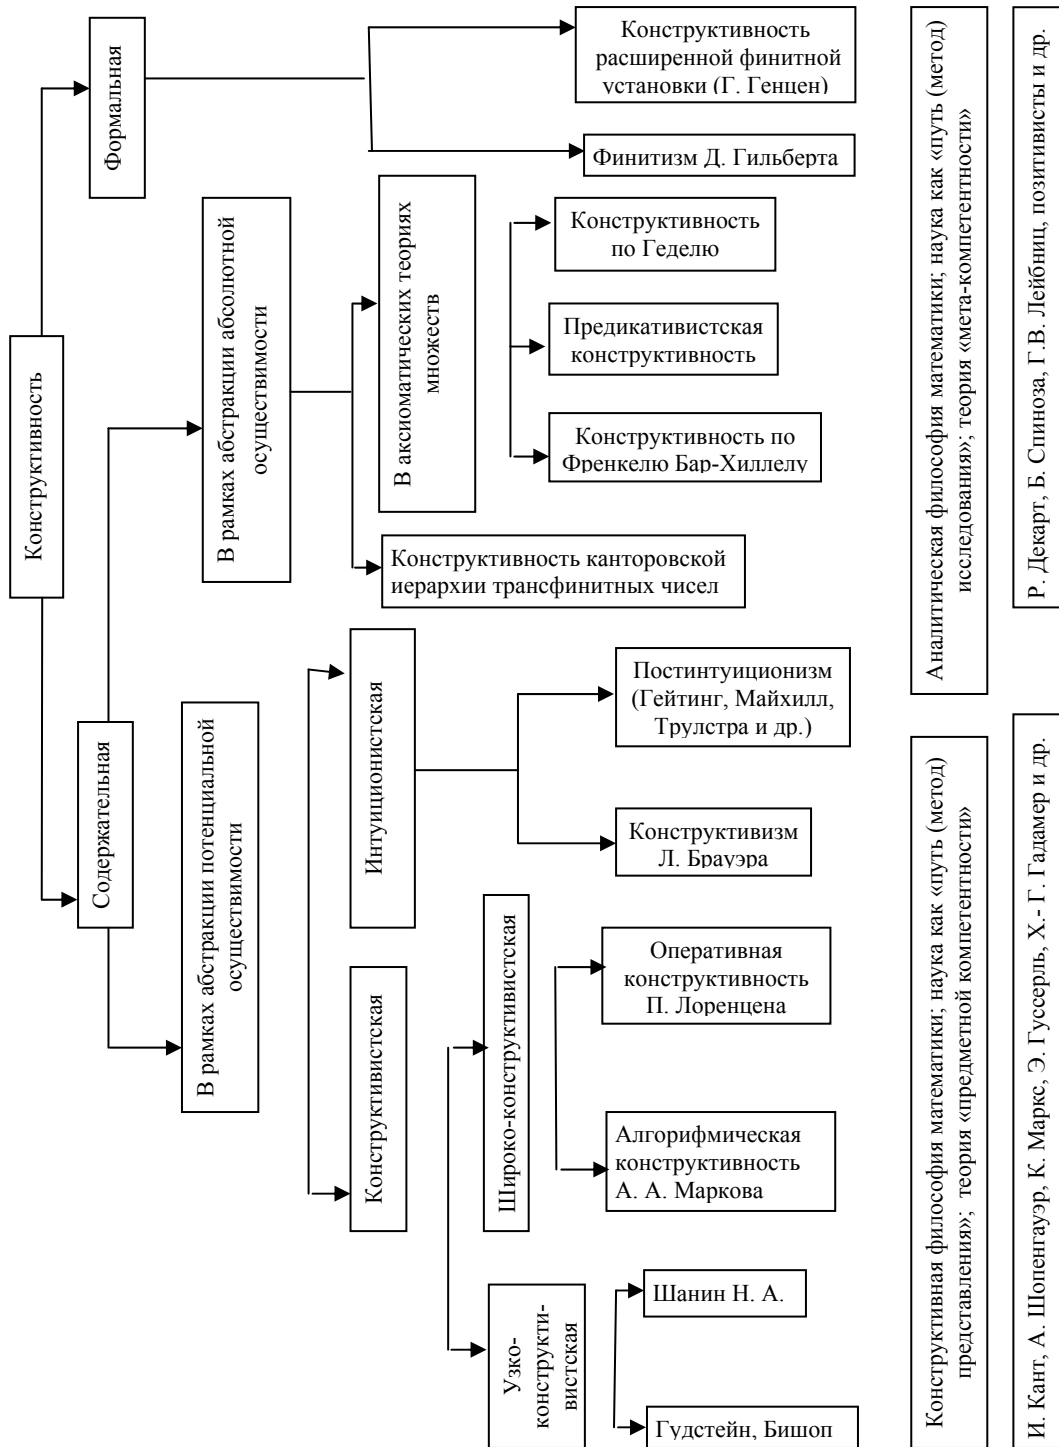 Конструктивность
Формальная
Содержательная
Конструктивность
расширенной финитной
установки (Г. Генцен)
Финитизм Д. Гильберта
В рамках абстракции абсолютной
осуществимости
В аксиоматических теориях
множеств
Конструктивность
по Геделю
Предикативистская
конструктивность
Конструктивность по
Френкелю Бар-Хиллелу
Конструктивность канторовской
иерархии трансфинитных чисел
В рамках абстракции потенциальной
осуществимости
Интуиционистская
Постинтуиционизм
(Гейтинг, Майхилл,
Трулстра и др.)
Конструктивизм
Л. Брауэра
Конструктивистская
Широко-конструктивистская
Оперативная
конструктивность
П. Лоренцена
Алгорифмическая
конструктивность
А. А. Маркова
Узко-
конструкти-
вистская
Шанин Н. А.
Гудстейн, Бишоп
Аналитическая философия математики; наука как «путь (метод)
исследования»; теория «мета-компетентности»
Р. Декарт, Б. Спиноза, Г.В. Лейбниц, позитивисты и др.
Конструктивная философия математики; наука как «путь (метод)
представления»; теория «предметной компетентности»
И. Кант, А. Шопенгауэр, К. Маркс, Э. Гуссерль, Х.- Г. Гадамер и др.